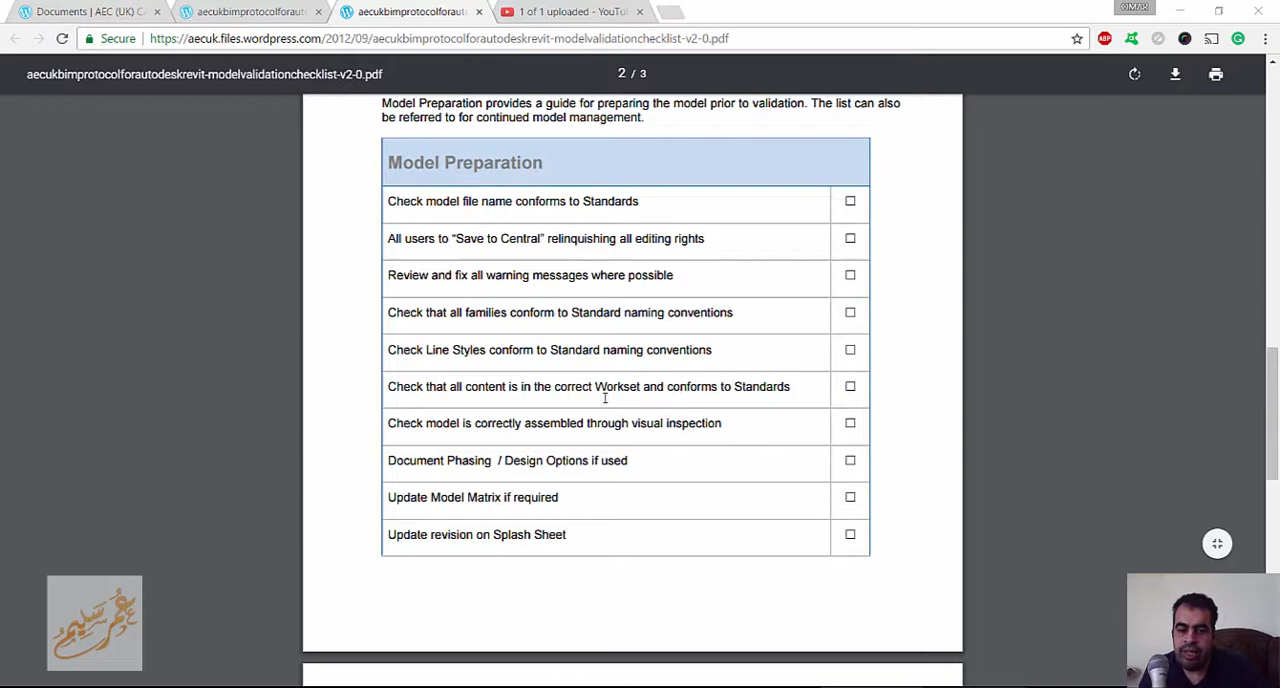 Documents | AEC (UK) C
aecukbimprotocolforaut
aecukbimprotocolforaut
1 of 1 uploaded - YouTu
OMAR
Secure
https://aecuk.files.wordpress.com/2012/09/aecukbimprotocolforautodeskrevit-modelvalidationchecklist-v2-0.pdf
ABP
aecukbimprotocolforautodeskrevit-modelvalidationchecklist-v2-0.pdf
2 / 3
Model Preparation provides a guide for preparing the model prior to validation. The list can also
be referred to for continued model management.
Model Preparation
Check model file name conforms to Standards
All users to “Save to Central” relinquishing all editing rights
Review and fix all warning messages where possible
Check that all families conform to Standard naming conventions
Check Line Styles conform to Standard naming conventions
Check that all content is in the correct Workset and conforms to Standards
Check model is correctly assembled through visual inspection
Document Phasing / Design Options if used
Update Model Matrix if required
Update revision on Splash Sheet
عُمر سَليم